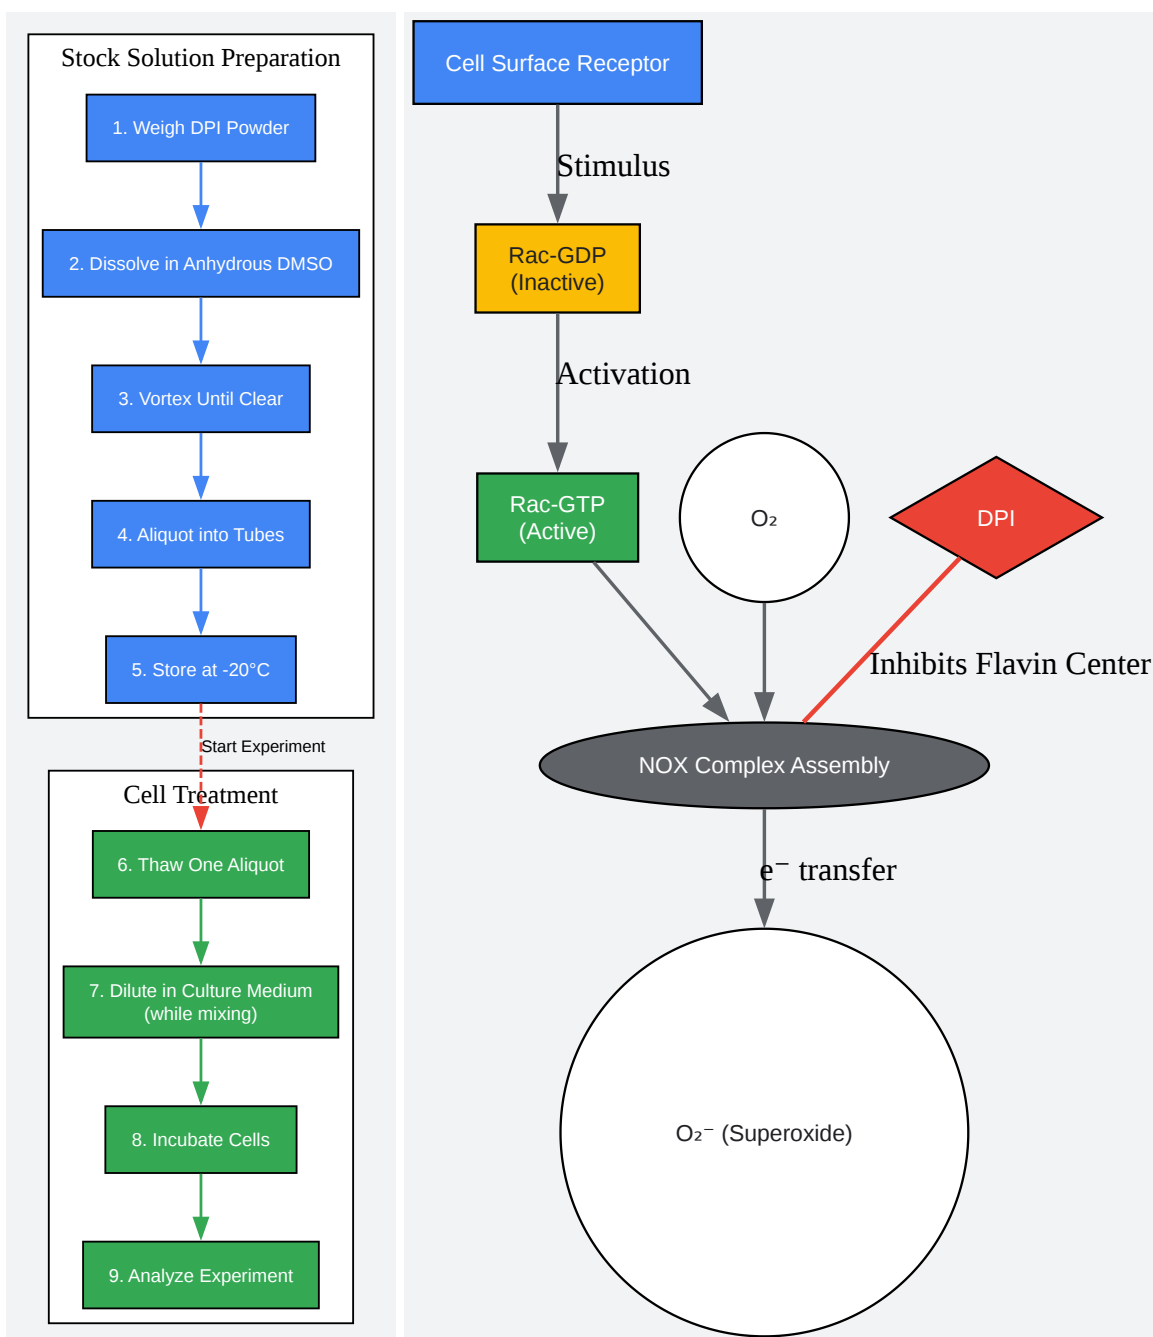 Stock Solution Preparation
1. Weigh DPI Powder
2. Dissolve in Anhydrous DMSO
3. Vortex Until Clear
4. Aliquot into Tubes
5. Store at -20°C
Start Experiment
Cell Treatment
6. Thaw One Aliquot
7. Dilute in Culture Medium
(while mixing)
8. Incubate Cells
9. Analyze Experiment
Cell Surface Receptor
Stimulus
Rac-GDP
(Inactive)
Activation
Rac-GTP
(Active)
O₂
DPI
Inhibits Flavin Center
NOX Complex Assembly
e⁻ transfer
O₂⁻ (Superoxide)